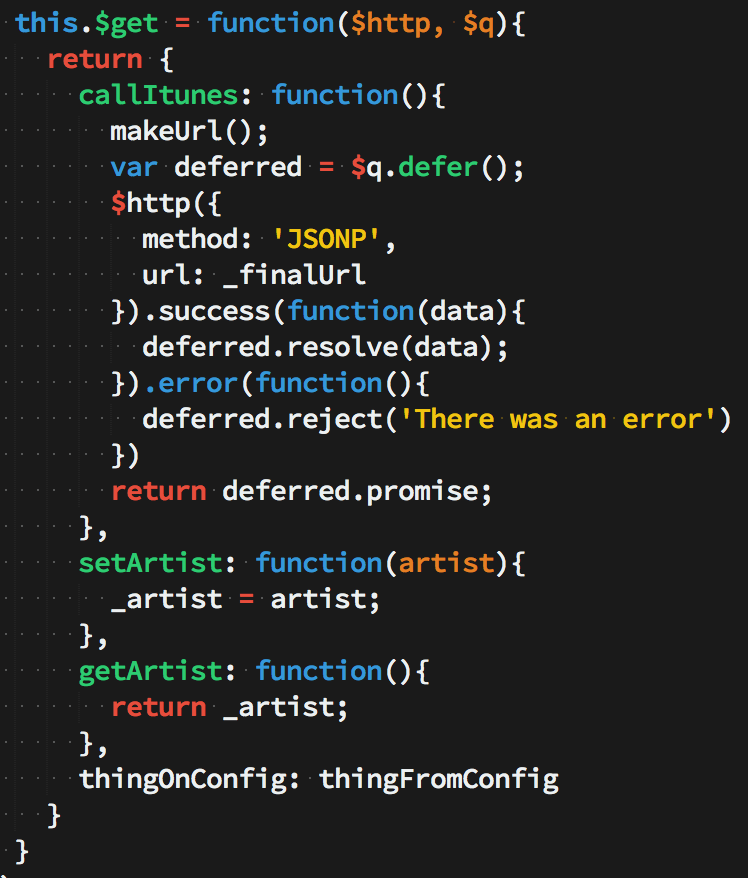 this.$get = function($http, $q){
  return {
    callItunes: function(){
      makeUrl();
      var deferred = $q.defer();
      $http({
        method: 'JSONP',
        url: _finalUrl
      }).success(function(data){
        deferred.resolve(data);
      }).error(function(){
        deferred.reject('There was an error')
      })
      return deferred.promise;
    },
    setArtist: function(artist){
      _artist = artist;
    },
    getArtist: function(){
      return _artist;
    },
    thingOnConfig: thingFromConfig
  }
}